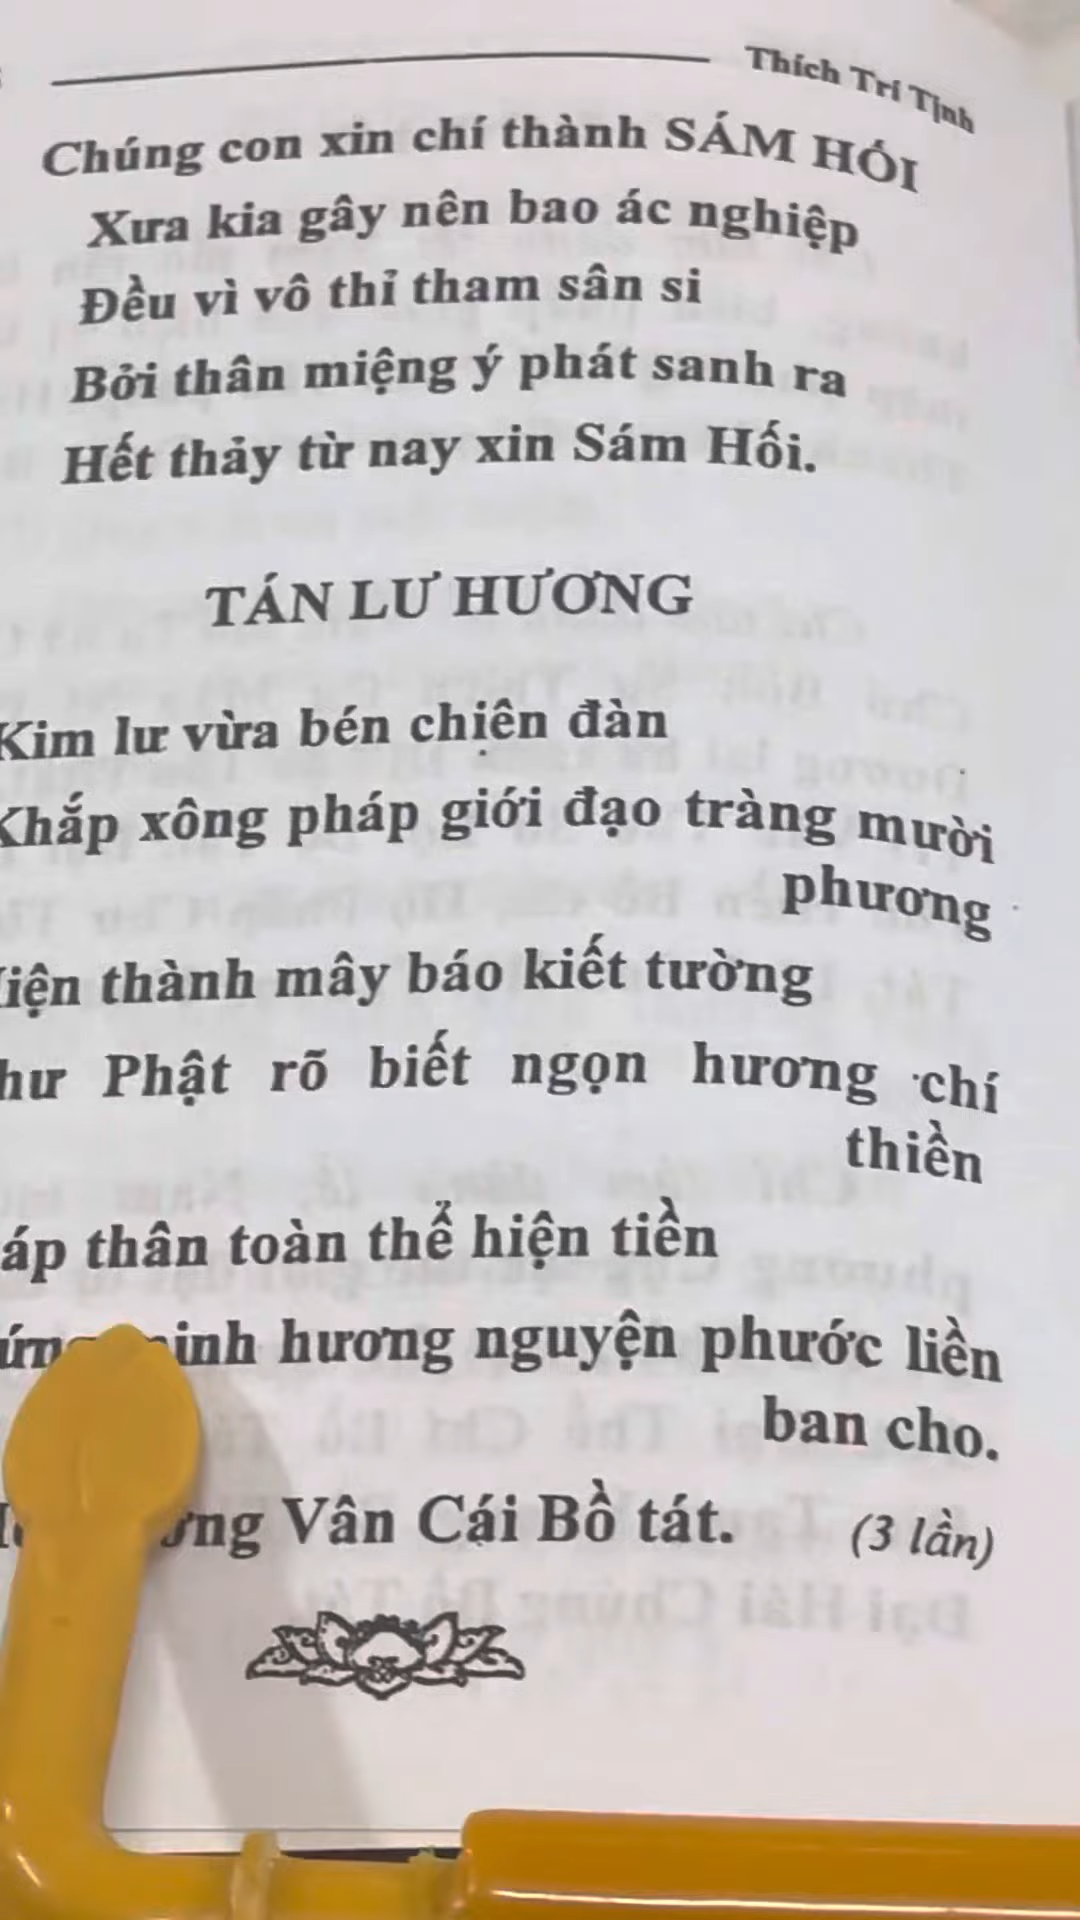 Thích Trí Tịnh
Chúng con xin chí thành SÁM HỐI
Xưa kia gây nên bao ác nghiệp
Đều vì vô thỉ tham sân si
Bởi thân miệng ý phát sanh ra
Hết thảy từ nay xin Sám Hối.
TÁN LƯ HƯƠNG
Kim lư vừa bén chiên đàn
Khắp xông pháp giới đạo tràng mười
phương
thành mây báo kiết tường
Phật rõ biết ngọn hương chí
thiền
thân toàn thể hiện tiền
hương nguyện phước liền
ban cho.
Vân Cái Bồ tát. (3 lần)